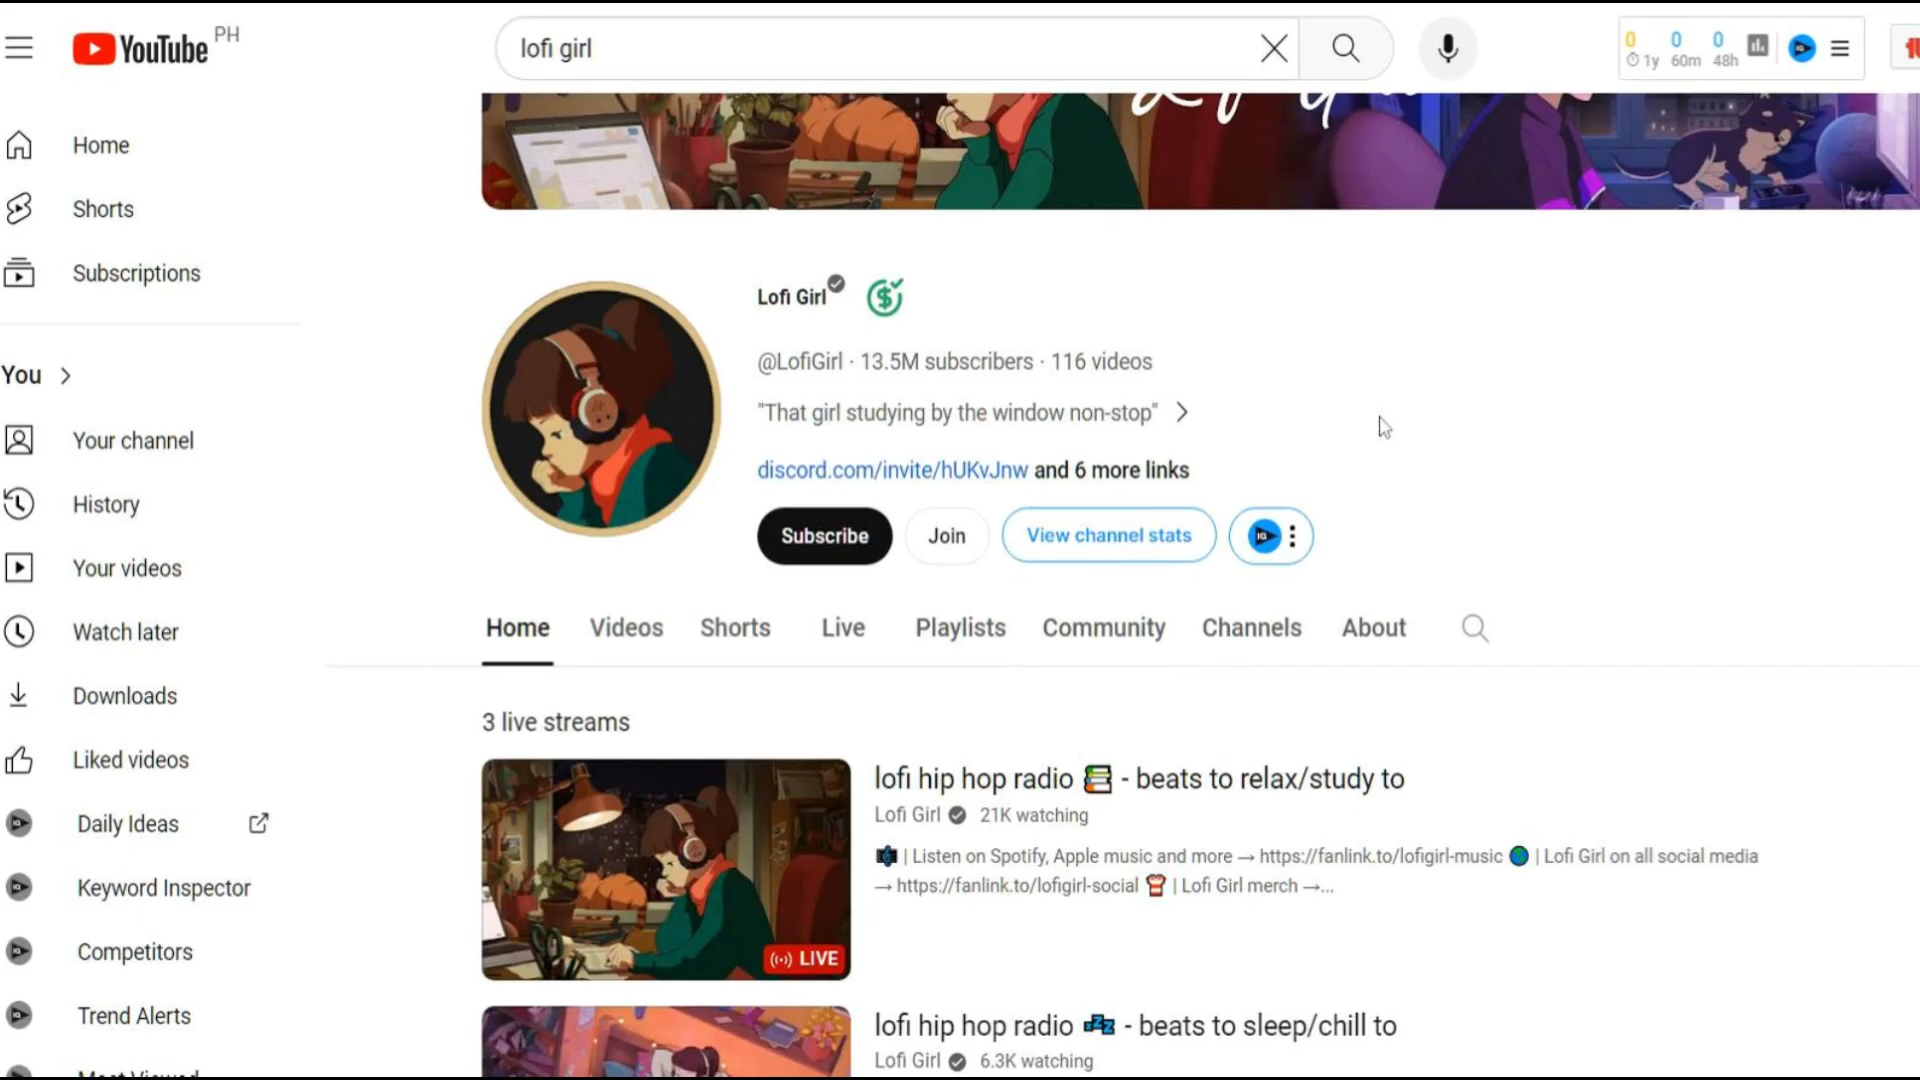 YouTube PH
lofi girl
0 0 0
1y 60m 48h
Home
Shorts
Subscriptions
You
Your channel
History
Your videos
Watch later
Downloads
Liked videos
Daily Ideas
Keyword Inspector
Competitors
Trend Alerts
Most Viewed
Lofi Girl
@LofiGirl · 13.5M subscribers · 116 videos
"That girl studying by the window non-stop"
discord.com/invite/hUKvJnw and 6 more links
Subscribe Join View channel stats IQ
Home Videos Shorts Live Playlists Community Channels About
3 live streams
LIVE
lofi hip hop radio 📚 - beats to relax/study to
Lofi Girl 21K watching
🎼 | Listen on Spotify, Apple music and more → https://fanlink.to/lofigirl-music 🌎 | Lofi Girl on all social media
→ https://fanlink.to/lofigirl-social 👕 | Lofi Girl merch →...
lofi hip hop radio 💤 - beats to sleep/chill to
Lofi Girl 6.3K watching